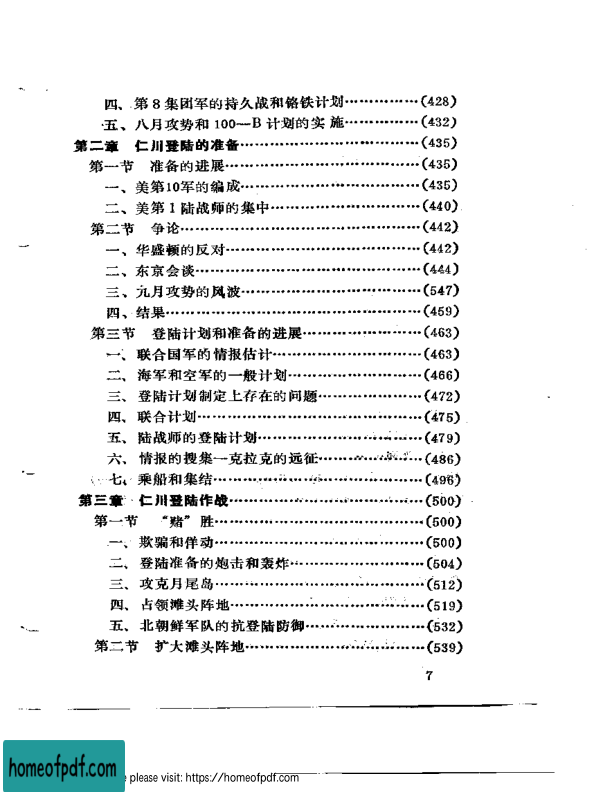 四、第8集团军的持久战和铬铁计划……………(428)
五、八月攻势和100—B计划的实施……………(432)
第二章 仁川登陆的准备………………………………(435)
第一节 准备的进展…………………………………(435)
一、美第10军的编成………………………………(435)
二、美第1陆战师的集中…………………………(440)
第二节 争论…………………………………………(442)
一、华盛顿的反对…………………………………(442)
二、东京会谈………………………………………(444)
三、九月攻势的风波………………………………(547)
四、结果……………………………………………(459)
第三节 登陆计划和准备的进展……………………(463)
一、联合国军的情报估计…………………………(463)
二、海军和空军的一般计划………………………(466)
三、登陆计划制定上存在的问题…………………(472)
四、联合计划………………………………………(475)
五、陆战师的登陆计划……………………………(479)
六、情报的搜集—克拉克的远征…………………(486)
七、乘船和集结……………………………………(496)
第三章 仁川登陆作战………………………………(500)
第一节 “赌”胜……………………………………(500)
一、欺骗和佯动……………………………………(500)
二、登陆准备的炮击和轰炸………………………(504)
三、攻克月尾岛……………………………………(512)
四、占领滩头阵地…………………………………(519)
五、北朝鲜军队的抗登陆防御……………………(532)
第二节 扩大滩头阵地………………………………(539)
7
homeofpdf.com
e please visit: https://homeofpdf.com